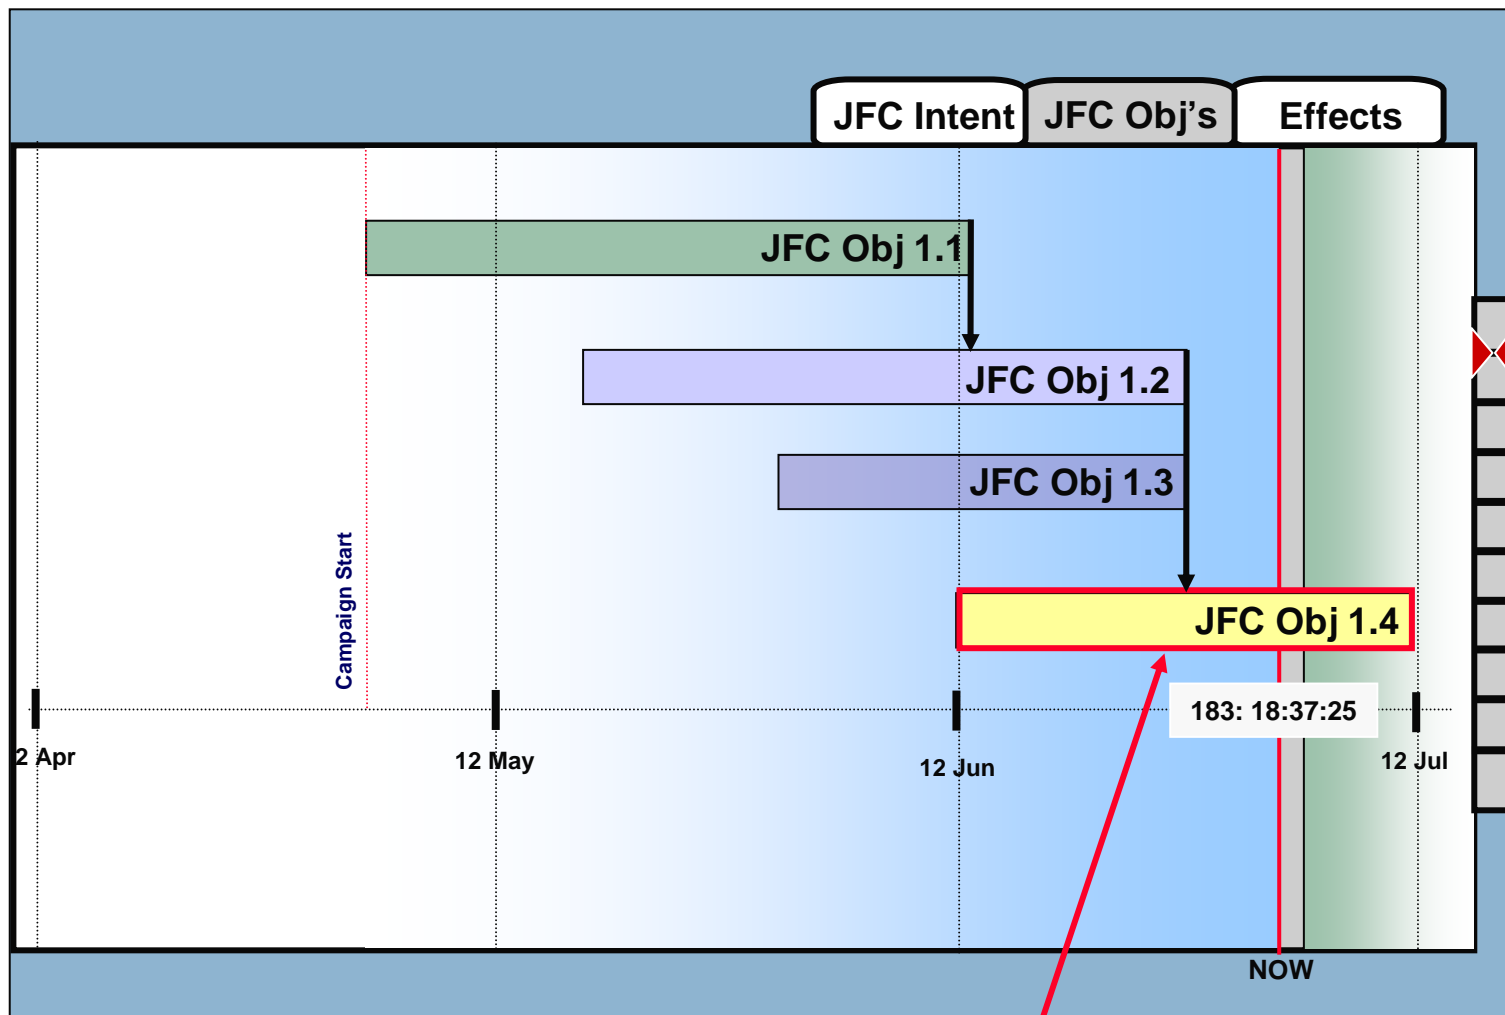 JFC Intent JFC Obj's Effects
JFC Obj 1.1
JFC Obj 1.2
JFC Obj 1.3
Campaign Start
JFC Obj 1.4
183: 18:37:25
2 Apr 12 May 12 Jun 12 Jul
NOW